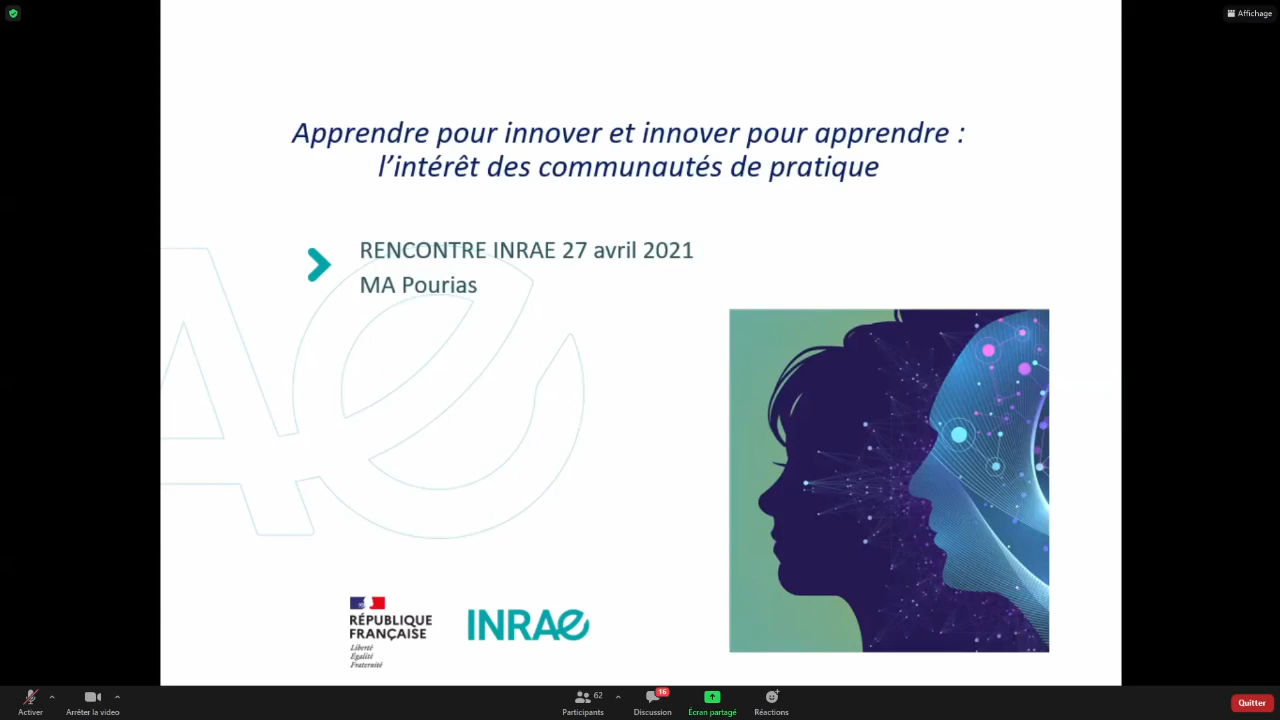 Affichage
Apprendre pour innover et innover pour apprendre :
l’intérêt des communautés de pratique
RENCONTRE INRAE 27 avril 2021
MA Pourias
RÉPUBLIQUE
FRANÇAISE
Liberté
Égalité
Fraternité
INRAE
Activer
Arrêter la video
62
Participants
16
Discussion
Écran partagé
Réactions
Quitter